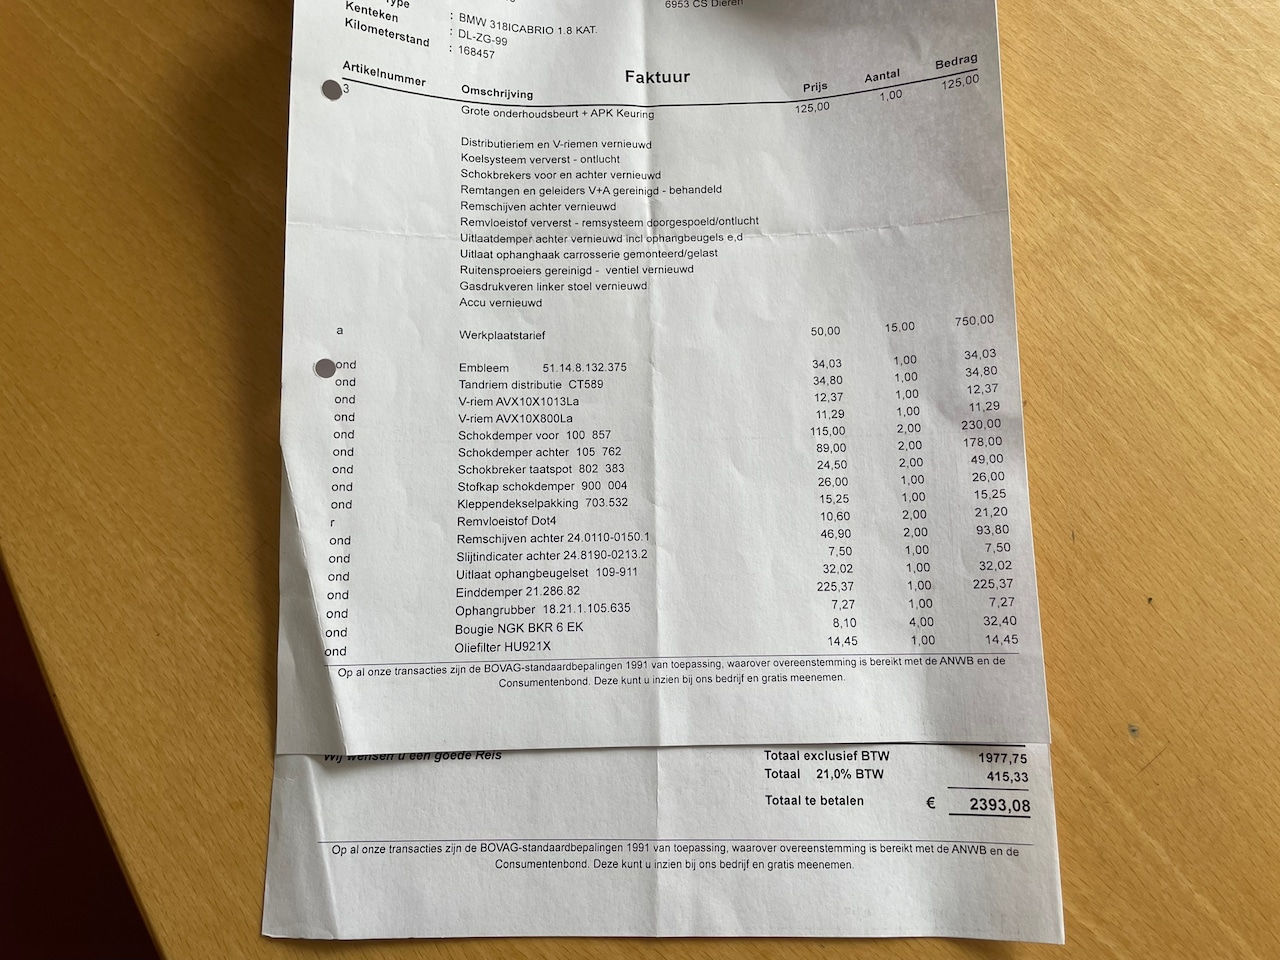 6953 CS Dieren
Kenteken : BMW 318ICABRIO 1.8 KAT.
Kilometerstand : DL-ZG-99
: 168457
Faktuur
Artikelnummer Omschrijving Prijs Aantal Bedrag
3 Grote onderhoudsbeurt + APK Keuring 125,00 1,00 125,00
Distributieriem en V-riemen vernieuwd
Koelsysteem ververst - ontlucht
Schokbrekers voor en achter vernieuwd
Remtangen en geleiders V+A gereinigd - behandeld
Remschijven achter vernieuwd
Remvloeistof ververst - remsysteem doorgespoeld/ontlucht
Uitlaatdemper achter vernieuwd incl ophangbeugels e,d
Uitlaat ophanghaak carrosserie gemonteerd/gelast
Ruitensproeiers gereinigd - ventiel vernieuwd
Gasdrukveren linker stoel vernieuwd
Accu vernieuwd
a Werkplaatstarief 50,00 15,00 750,00
ond Embleem 51.14.8.132.375 34,03 1,00 34,03
ond Tandriem distributie CT589 34,80 1,00 34,80
ond V-riem AVX10X1013La 12,37 1,00 12,37
ond V-riem AVX10X800La 11,29 1,00 11,29
ond Schokdemper voor 100 857 115,00 2,00 230,00
ond Schokdemper achter 105 762 89,00 2,00 178,00
ond Schokbreker taatspot 802 383 24,50 2,00 49,00
ond Stofkap schokdemper 900 004 26,00 1,00 26,00
ond Kleppendekselpakking 703.532 15,25 1,00 15,25
r Remvloeistof Dot4 10,60 2,00 21,20
ond Remschijven achter 24.0110-0150.1 46,90 2,00 93,80
ond Slijtindicater achter 24.8190-0213.2 7,50 1,00 7,50
ond Uitlaat ophangbeugelset 109-911 32,02 1,00 32,02
ond Einddemper 21.286.82 225,37 1,00 225,37
ond Ophangrubber 18.21.1.105.635 7,27 1,00 7,27
ond Bougie NGK BKR 6 EK 8,10 4,00 32,40
ond Oliefilter HU921X 14,45 1,00 14,45
Op al onze transacties zijn de BOVAG-standaardbepalingen 1991 van toepassing, waarover overeenstemming is bereikt met de ANWB en de
Consumentenbond. Deze kunt u inzien bij ons bedrijf en gratis meenemen.
Wij wensen u een goede Reis
Totaal exclusief BTW 1977,75
Totaal 21,0% BTW 415,33
Totaal te betalen € 2393,08
Op al onze transacties zijn de BOVAG-standaardbepalingen 1991 van toepassing, waarover overeenstemming is bereikt met de ANWB en de
Consumentenbond. Deze kunt u inzien bij ons bedrijf en gratis meenemen.